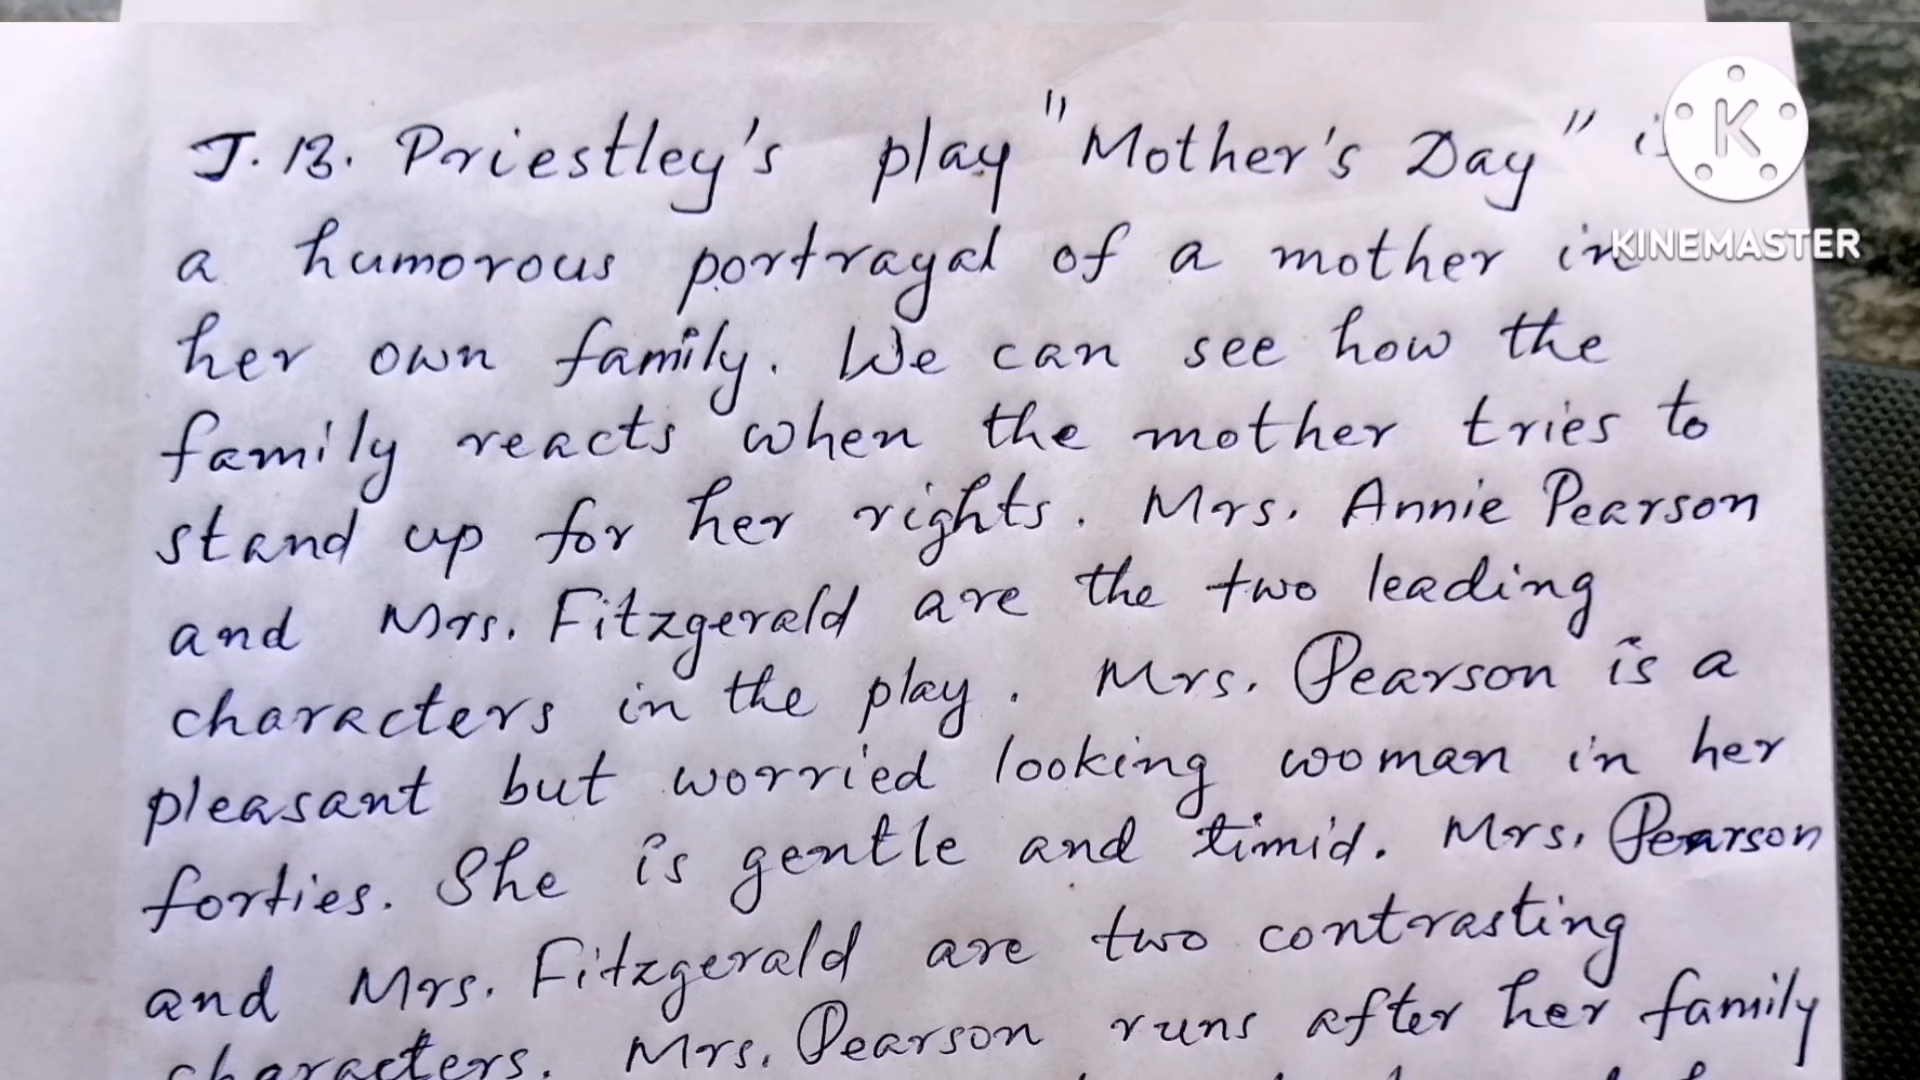 J.B. Priestley's play "Mother's Day" is
a humorous portrayal of a mother in
her own family. We can see how the
family reacts when the mother tries to
stand up for her rights. Mrs. Annie Pearson
and Mrs. Fitzgerald are the two leading
characters in the play. Mrs. Pearson is a
pleasant but worried looking woman in her
forties. She is gentle and timid. Mrs. Pearson
and Mrs. Fitzgerald are two contrasting
characters. Mrs. Pearson runs after her family
K
KINEMASTER